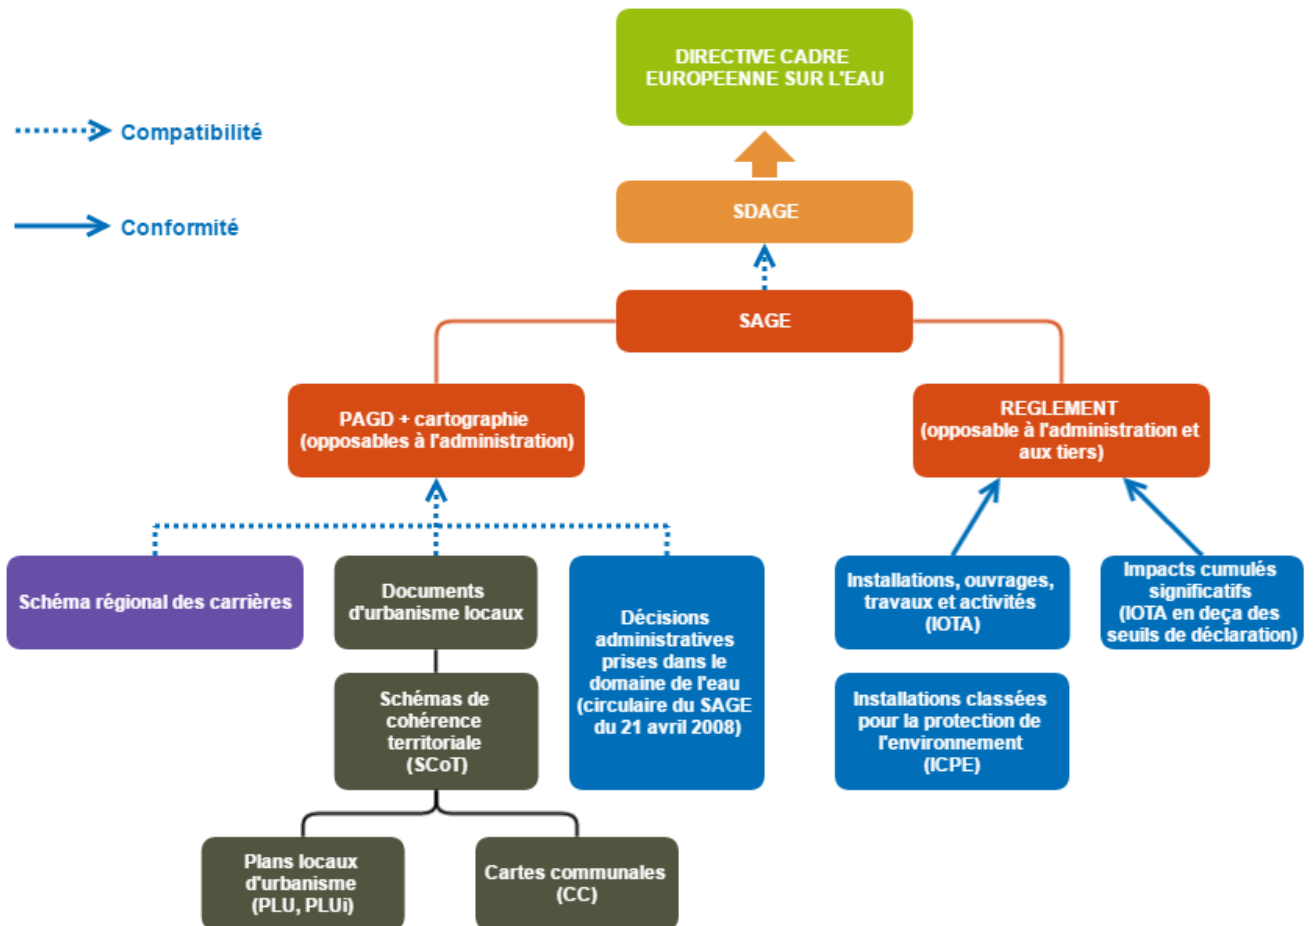 DIRECTIVE CADRE
EUROPEENNE SUR L'EAU
Compatibilité
Conformité
SDAGE
SAGE
PAGD + cartographie
(opposables à l'administration)
REGLEMENT
(opposable à l'administration et
aux tiers)
Schéma régional des carrières
Documents
d'urbanisme locaux
Décisions
administratives
prises dans le
domaine de l'eau
(circulaire du SAGE
du 21 avril 2008)
Installations, ouvrages,
travaux et activités
(IOTA)
Impacts cumulés
significatifs
(IOTA en deça des
seuils de déclaration)
Schémas de
cohérence
territoriale
(SCoT)
Installations classées
pour la protection de
l'environnement
(ICPE)
Plans locaux
d'urbanisme
(PLU, PLUi)
Cartes communales
(CC)